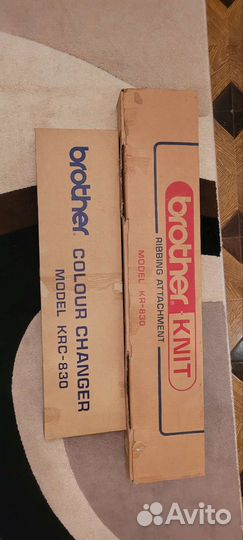 brother
COLOUR CHANGER
MODEL KRC-830
brother KNIT
RIBBING ATTACHMENT
MODEL KR-830
Avito